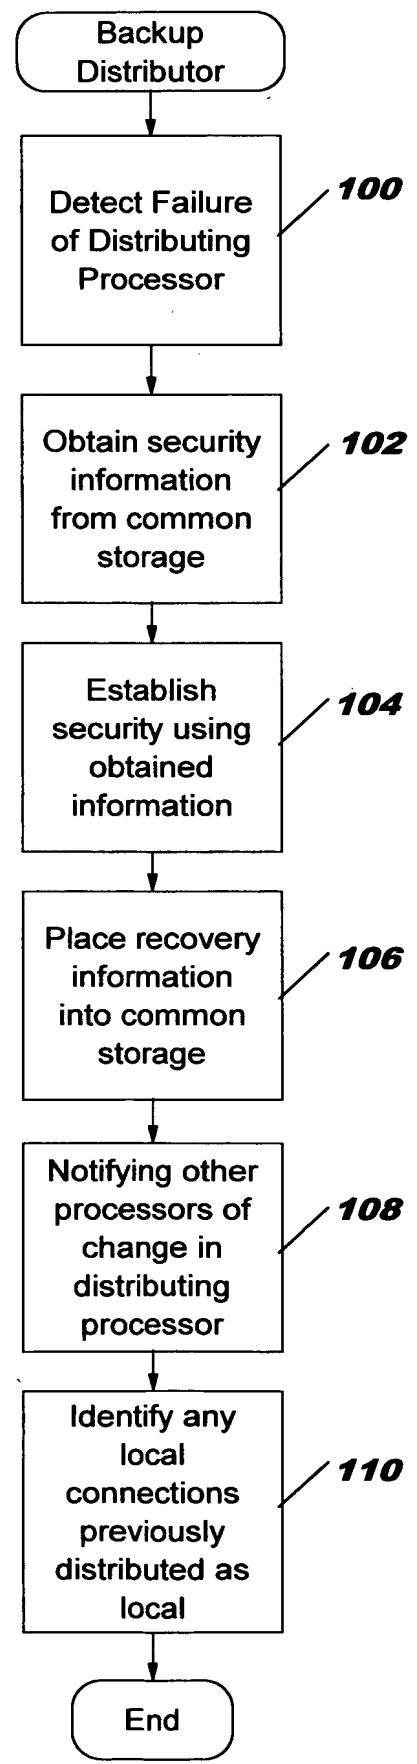 Backup
Distributor
Detect Failure
of Distributing
Processor
100
Obtain security
information
from common
storage
102
Establish
security using
obtained
information
104
Place recovery
information
into common
storage
106
Notifying other
processors of
change in
distributing
processor
108
Identify any
local
connections
previously
distributed as
local
110
End